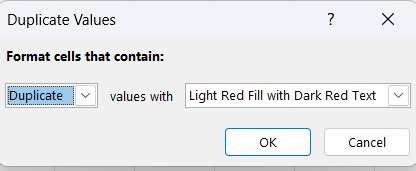 Duplicate Values ?
Format cells that contain:
Duplicate values with Light Red Fill with Dark Red Text
OK Cancel